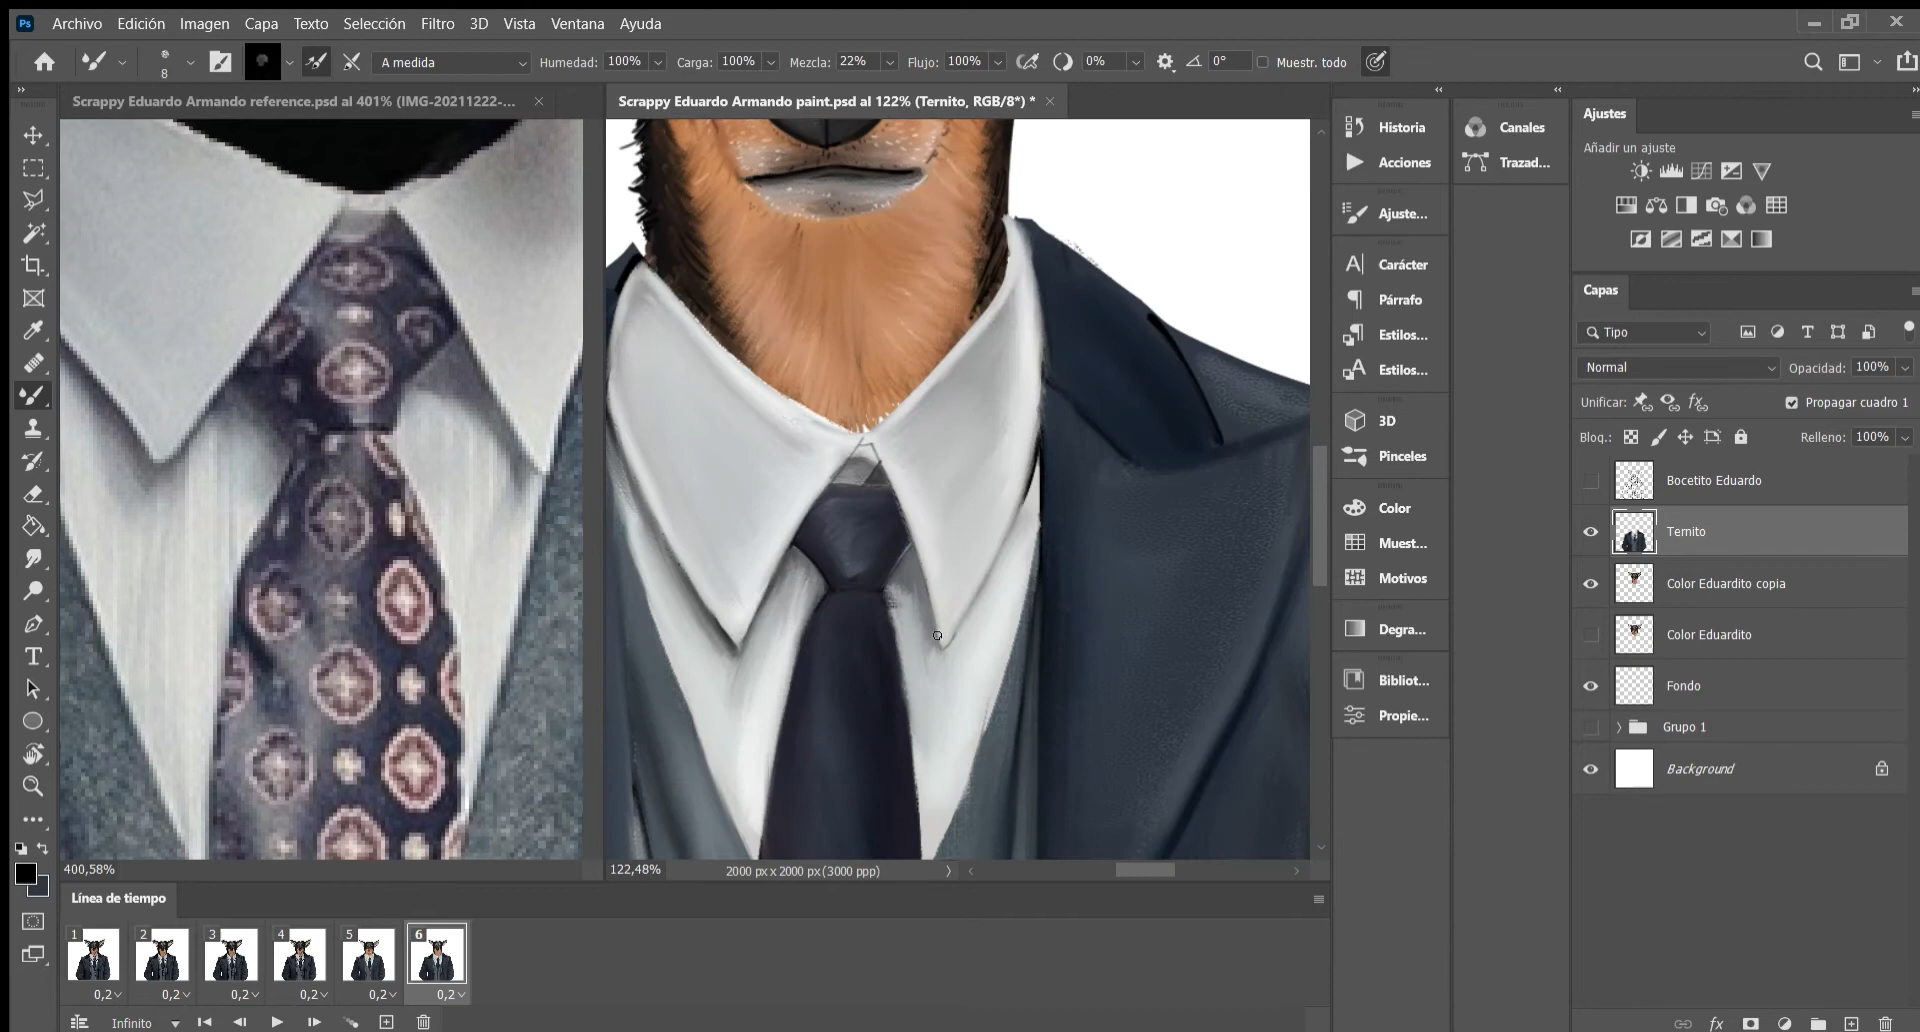 Ps Archivo Edición Imagen Capa Texto Selección Filtro 3D Vista Ventana Ayuda
8 A medida Humedad: 100% Carga: 100% Mezcla: 22% Flujo: 100% 0% 0° Muestr. todo
Scrappy Eduardo Armando reference.psd al 401% (IMG-20211222-...
Scrappy Eduardo Armando paint.psd al 122% (Ternito, RGB/8*) *
Historia
Acciones
Ajuste...
Carácter
Párrafo
Estilos...
Estilos...
3D
Pinceles
Color
Muest...
Motivos
Degra...
Bibliot...
Propie...
Canales
Trazad...
Ajustes
Añadir un ajuste
Capas
Tipo
Normal Opacidad: 100%
Unificar: Propagar cuadro 1
Bloq.: Relleno: 100%
Bocetito Eduardo
Ternito
Color Eduardito copia
Color Eduardito
Fondo
Grupo 1
Background
400,58%
122,48% 2000 px x 2000 px (3000 ppp)
Línea de tiempo
1 2 3 4 5 6
0,2 0,2 0,2 0,2 0,2 0,2
Infinito
fx